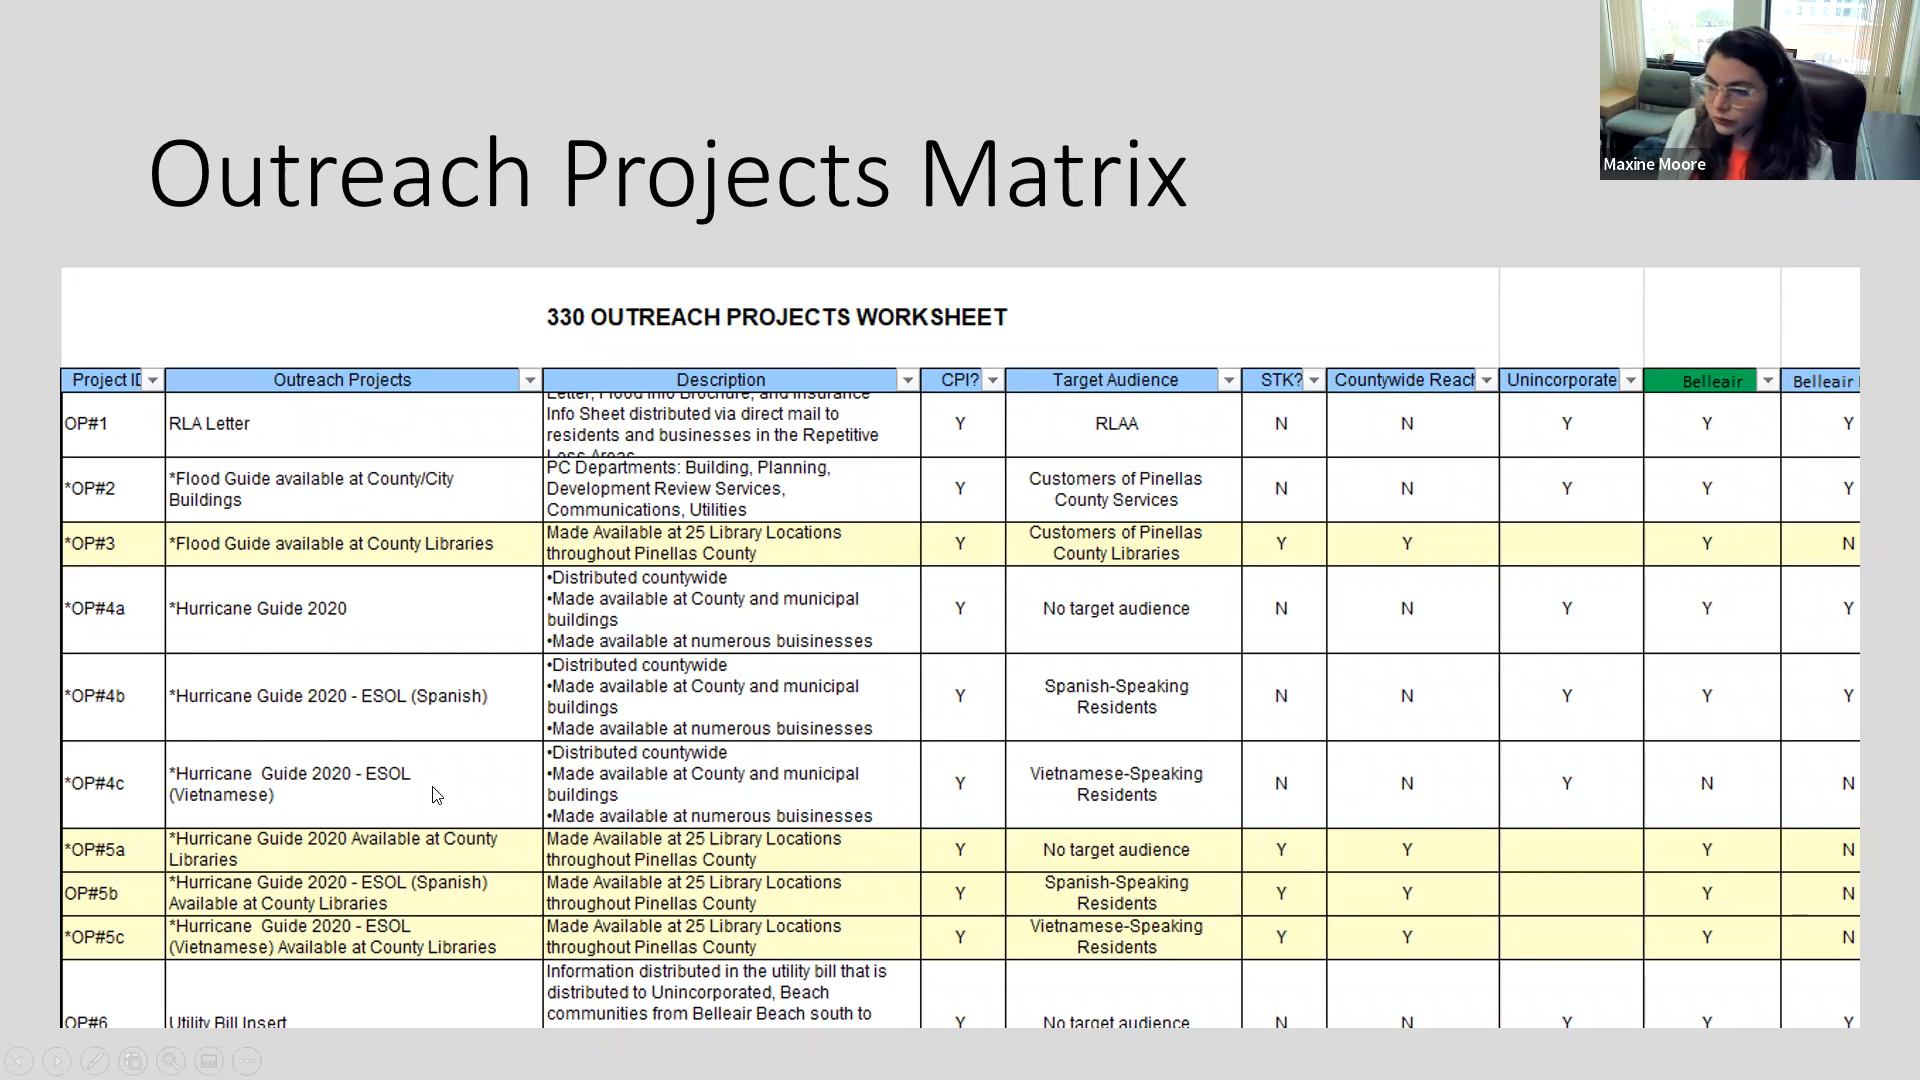 Maxine Moore
Outreach Projects Matrix
330 OUTREACH PROJECTS WORKSHEET
Project ID Outreach Projects Description CPI? Target Audience STK? Countywide Reach Unincorporate Belleair Belleair
Letter, Flood Info Brochure, and Insurance
OP#1 RLA Letter Info Sheet distributed via direct mail to Y RLAA N N Y Y Y
residents and businesses in the Repetitive
Loss Areas
PC Departments: Building, Planning,
*OP#2 *Flood Guide available at County/City Development Review Services, Y Customers of Pinellas N N Y Y Y
Buildings Communications, Utilities County Services
*OP#3 *Flood Guide available at County Libraries Made Available at 25 Library Locations Y Customers of Pinellas Y Y Y N
throughout Pinellas County County Libraries
•Distributed countywide
*OP#4a *Hurricane Guide 2020 •Made available at County and municipal Y No target audience N N Y Y Y
buildings
•Made available at numerous buisinesses
•Distributed countywide
*OP#4b *Hurricane Guide 2020 - ESOL (Spanish) •Made available at County and municipal Y Spanish-Speaking N N Y Y Y
buildings Residents
•Made available at numerous buisinesses
•Distributed countywide
*OP#4c *Hurricane Guide 2020 - ESOL •Made available at County and municipal Y Vietnamese-Speaking N N Y N N
(Vietnamese) buildings Residents
•Made available at numerous buisinesses
*OP#5a *Hurricane Guide 2020 Available at County Made Available at 25 Library Locations Y No target audience Y Y Y N
Libraries throughout Pinellas County
OP#5b *Hurricane Guide 2020 - ESOL (Spanish) Made Available at 25 Library Locations Y Spanish-Speaking Y Y Y N
Available at County Libraries throughout Pinellas County Residents
*OP#5c *Hurricane Guide 2020 - ESOL Made Available at 25 Library Locations Y Vietnamese-Speaking Y Y Y N
(Vietnamese) Available at County Libraries throughout Pinellas County Residents
Information distributed in the utility bill that is
distributed to Unincorporated, Beach
communities from Belleair Beach south to
OP#6 Utility Bill Insert Y No target audience N N Y Y Y